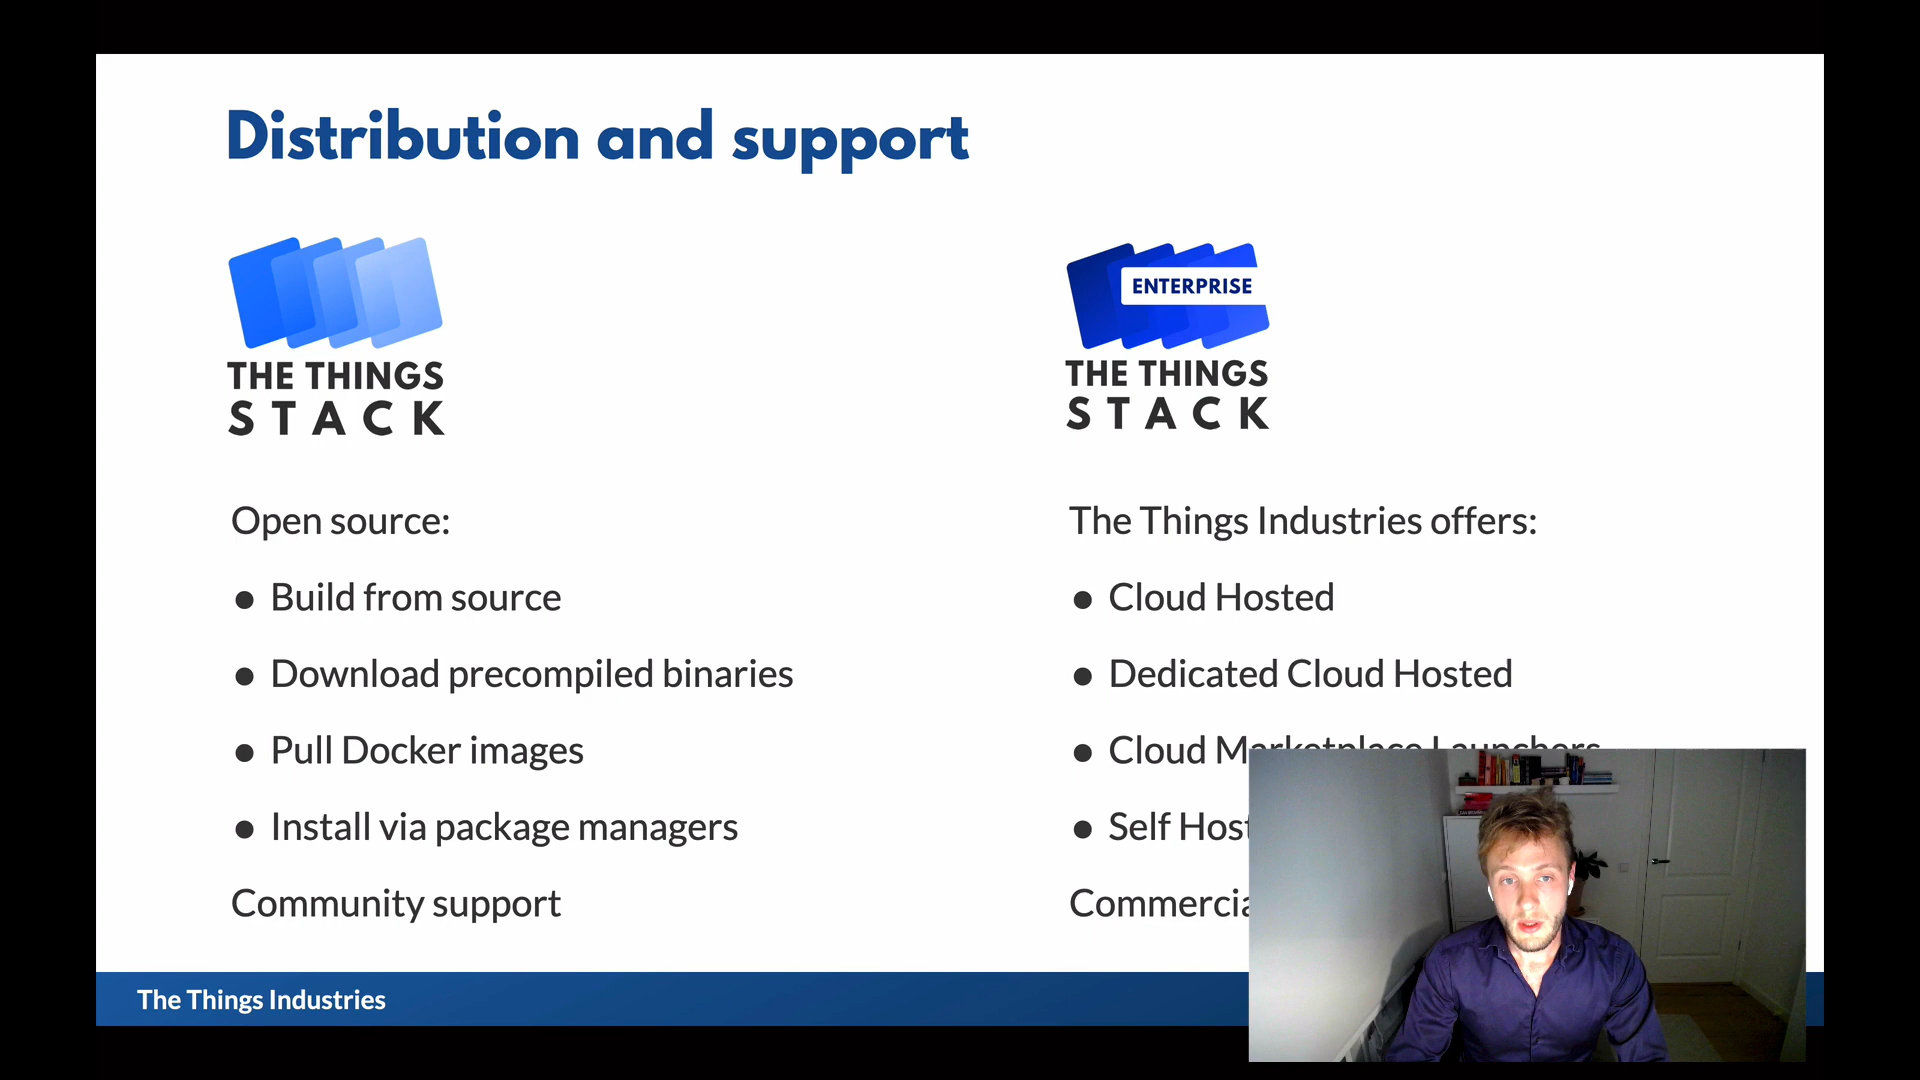 Distribution and support
THE THINGS
STACK
Open source:
● Build from source
● Download precompiled binaries
● Pull Docker images
● Install via package managers
Community support
ENTERPRISE
THE THINGS
STACK
The Things Industries offers:
● Cloud Hosted
● Dedicated Cloud Hosted
● Cloud Marketplace Launchers
● Self
The Things Industries